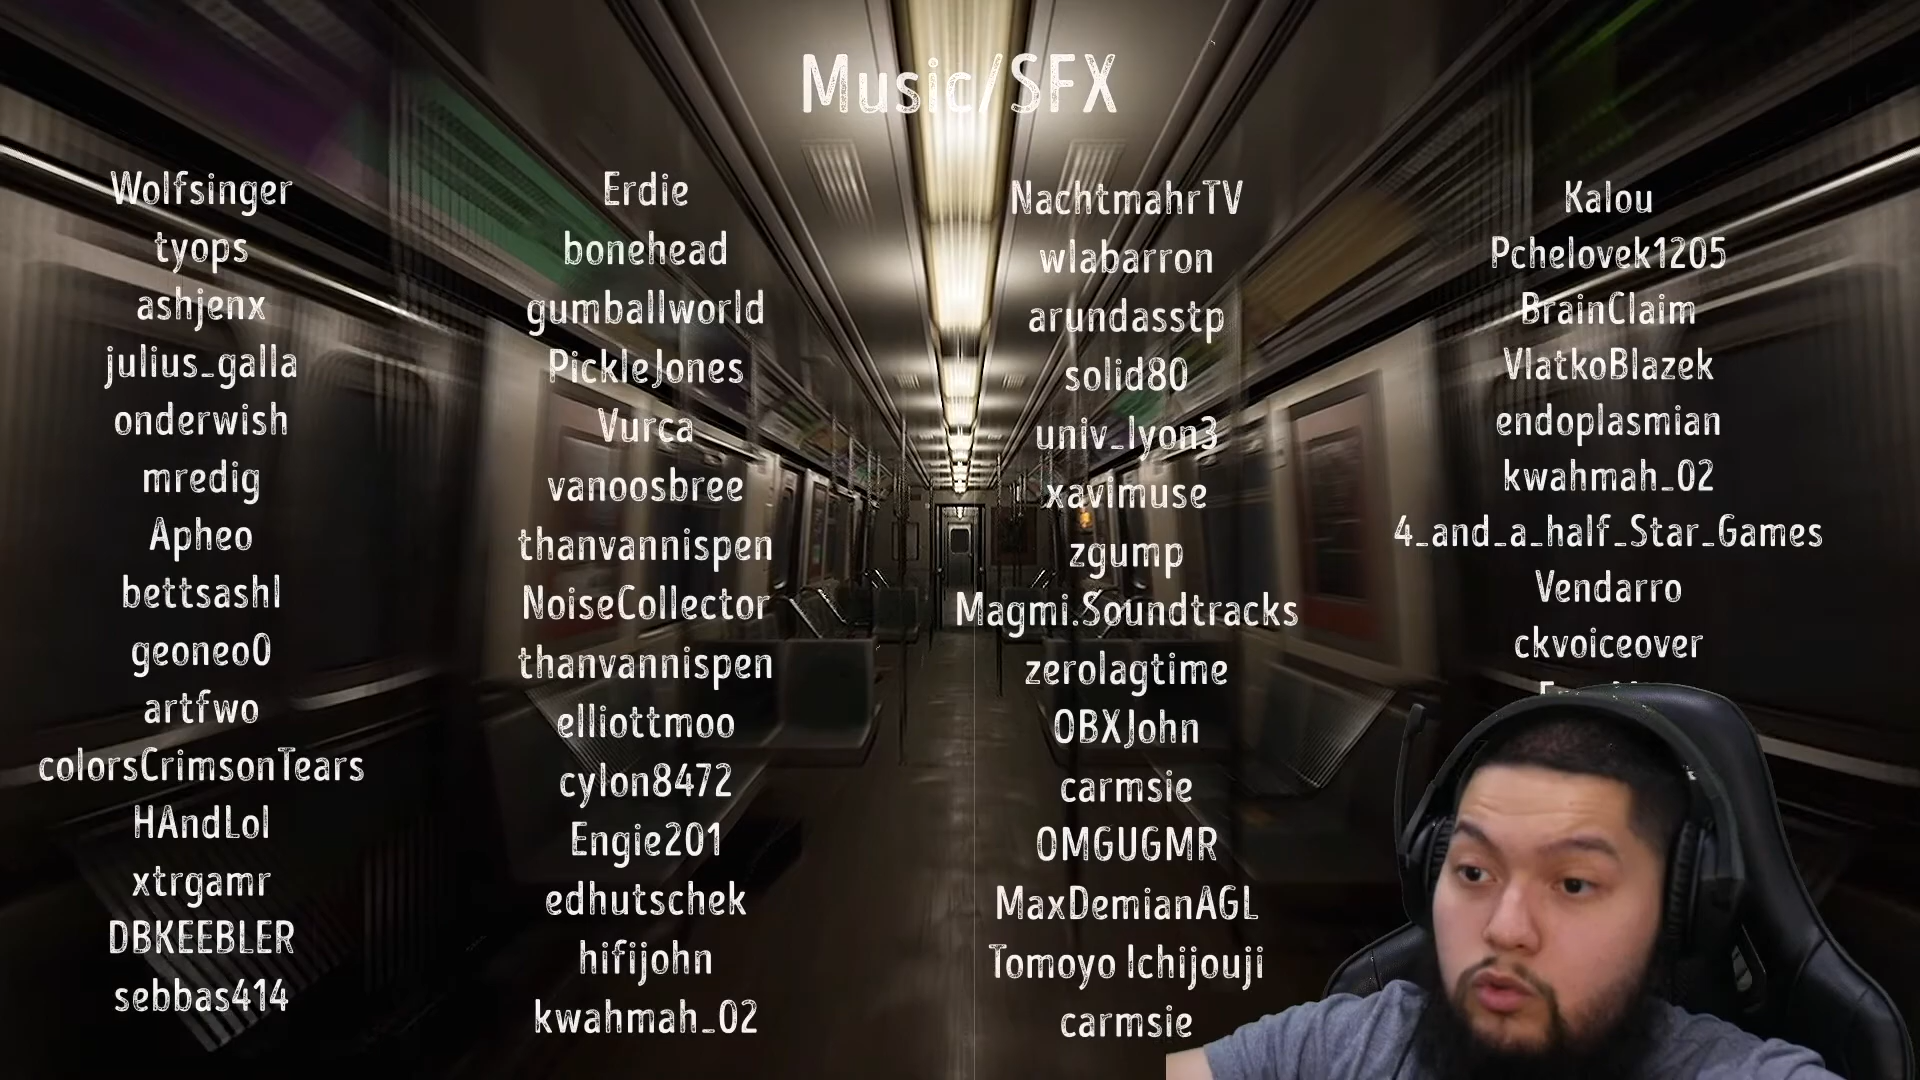 Music/SFX
Wolfsinger
tyops
ashjenx
julius_galla
onderwish
mredig
Apheo
bettsashl
geoneo0
artfwo
colorsCrimsonTears
HAndLol
xtrgamr
DBKEEBLER
sebbas414
Erdie
bonehead
gumballworld
PickleJones
Vurca
vanoosbree
thanvannispen
NoiseCollector
thanvannispen
elliottmoo
cylon8472
Engie201
edhutschek
hifijohn
kwahmah_02
NachtmahrTV
wlabarron
arundasstp
solid80
univ_lyon3
xavimuse
zgump
Magmi.Soundtracks
zerolagtime
OBXJohn
carmsie
OMGUGMR
MaxDemianAGL
Tomoyo Ichijouji
carmsie
Kalou
Pchelovek1205
BrainClaim
VlatkoBlazek
endoplasmian
kwahmah_02
4_and_a_half_Star_Games
Vendarro
ckvoiceover